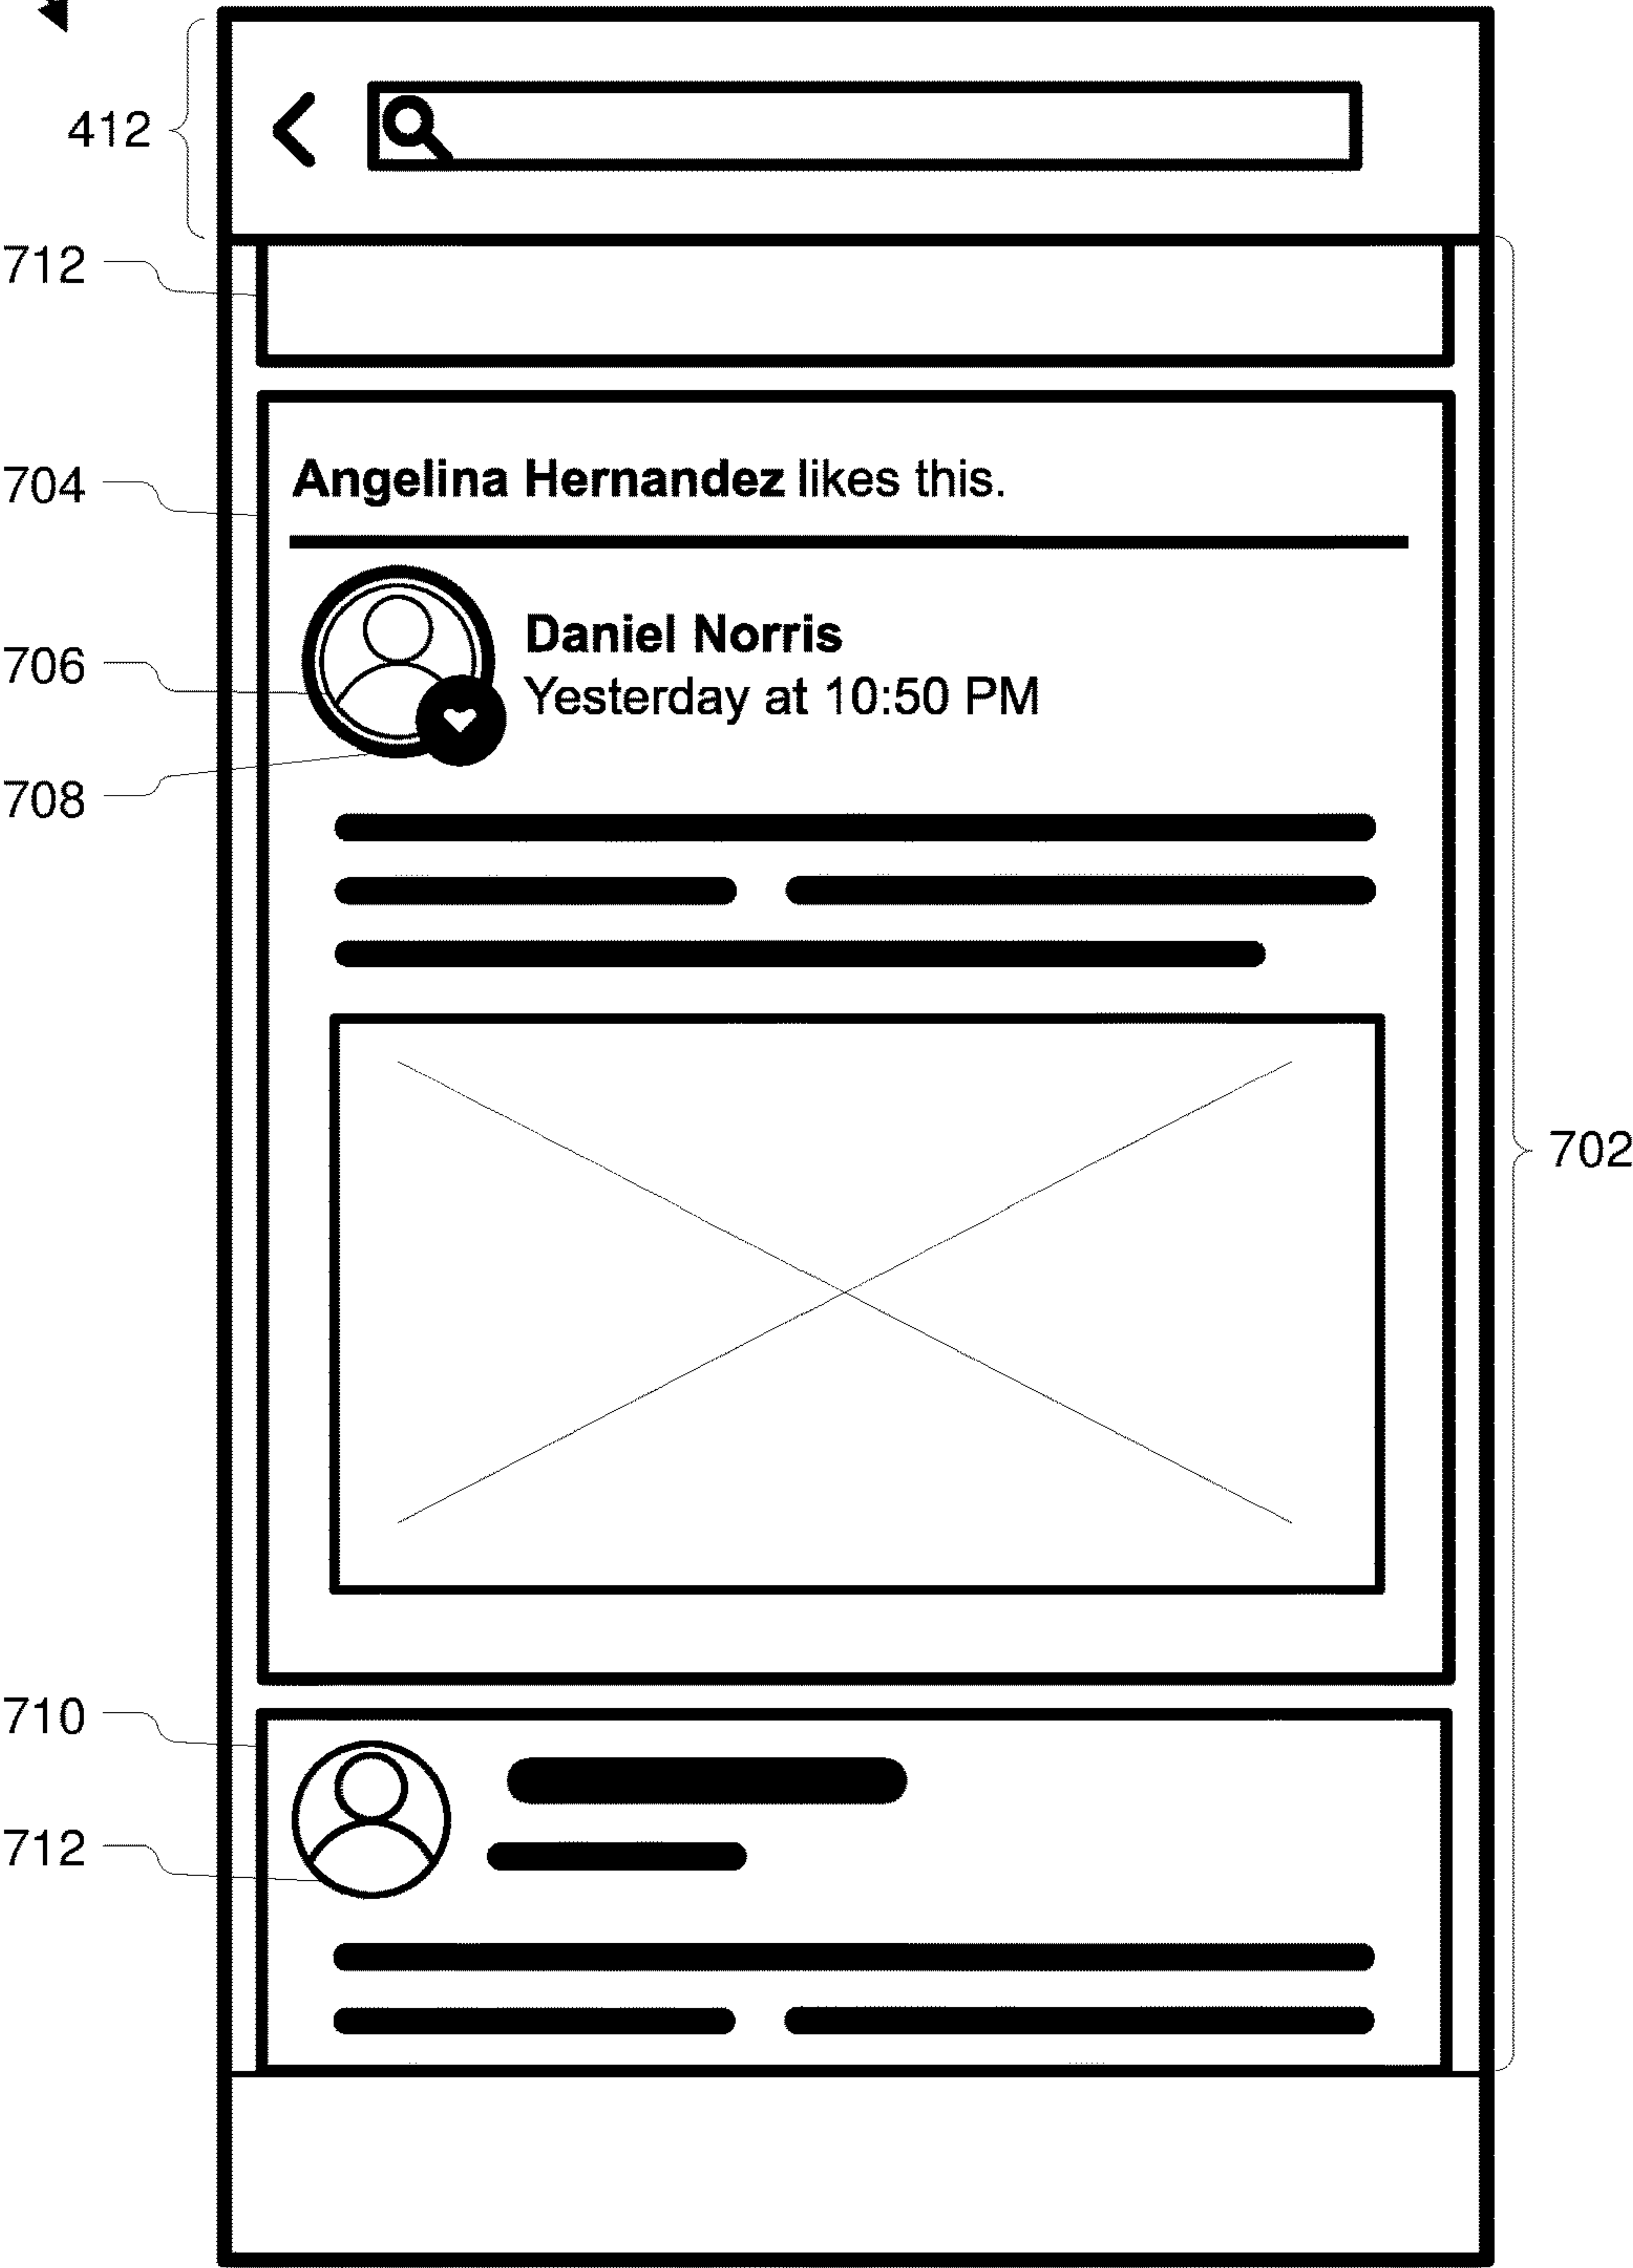 412
712
704
Angelina Hernandez likes this.
706
Daniel Norris
Yesterday at 10:50 PM
708
702
710
712